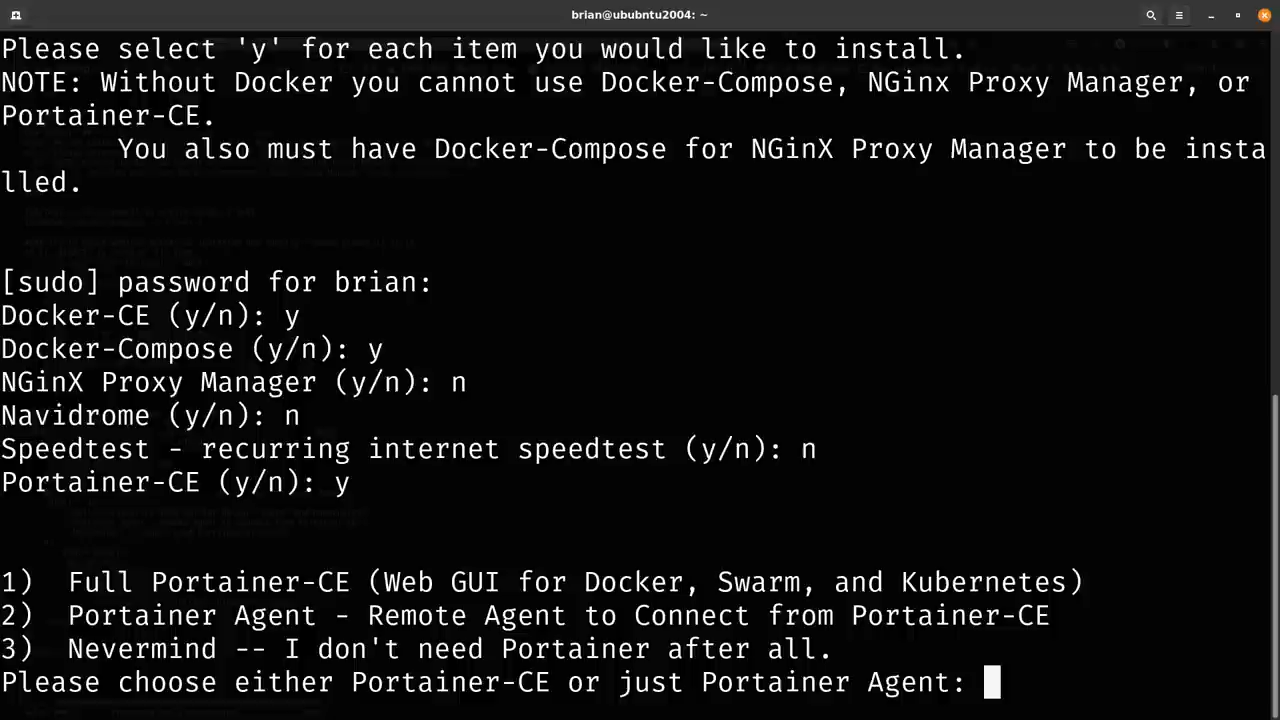 brian@ububntu2004: ~
Please select 'y' for each item you would like to install.
NOTE: Without Docker you cannot use Docker-Compose, NGinx Proxy Manager, or
Portainer-CE.
You also must have Docker-Compose for NGinX Proxy Manager to be insta
lled.
[sudo] password for brian:
Docker-CE (y/n): y
Docker-Compose (y/n): y
NGinX Proxy Manager (y/n): n
Navidrome (y/n): n
Speedtest - recurring internet speedtest (y/n): n
Portainer-CE (y/n): y
1)  Full Portainer-CE (Web GUI for Docker, Swarm, and Kubernetes)
2)  Portainer Agent - Remote Agent to Connect from Portainer-CE
3)  Nevermind -- I don't need Portainer after all.
Please choose either Portainer-CE or just Portainer Agent: